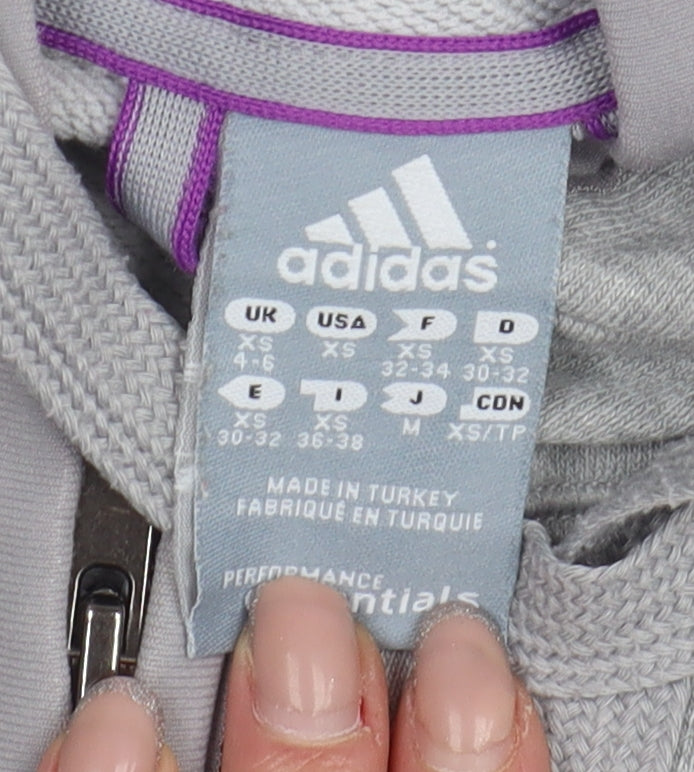 adidas
UK USA F D
XS XS XS XS
4-6 32-34 30-32
E I J CDN
XS XS M XS/TP
30-32 36-38
MADE IN TURKEY
FABRIQUÉ EN TURQUIE
PERFORMANCE